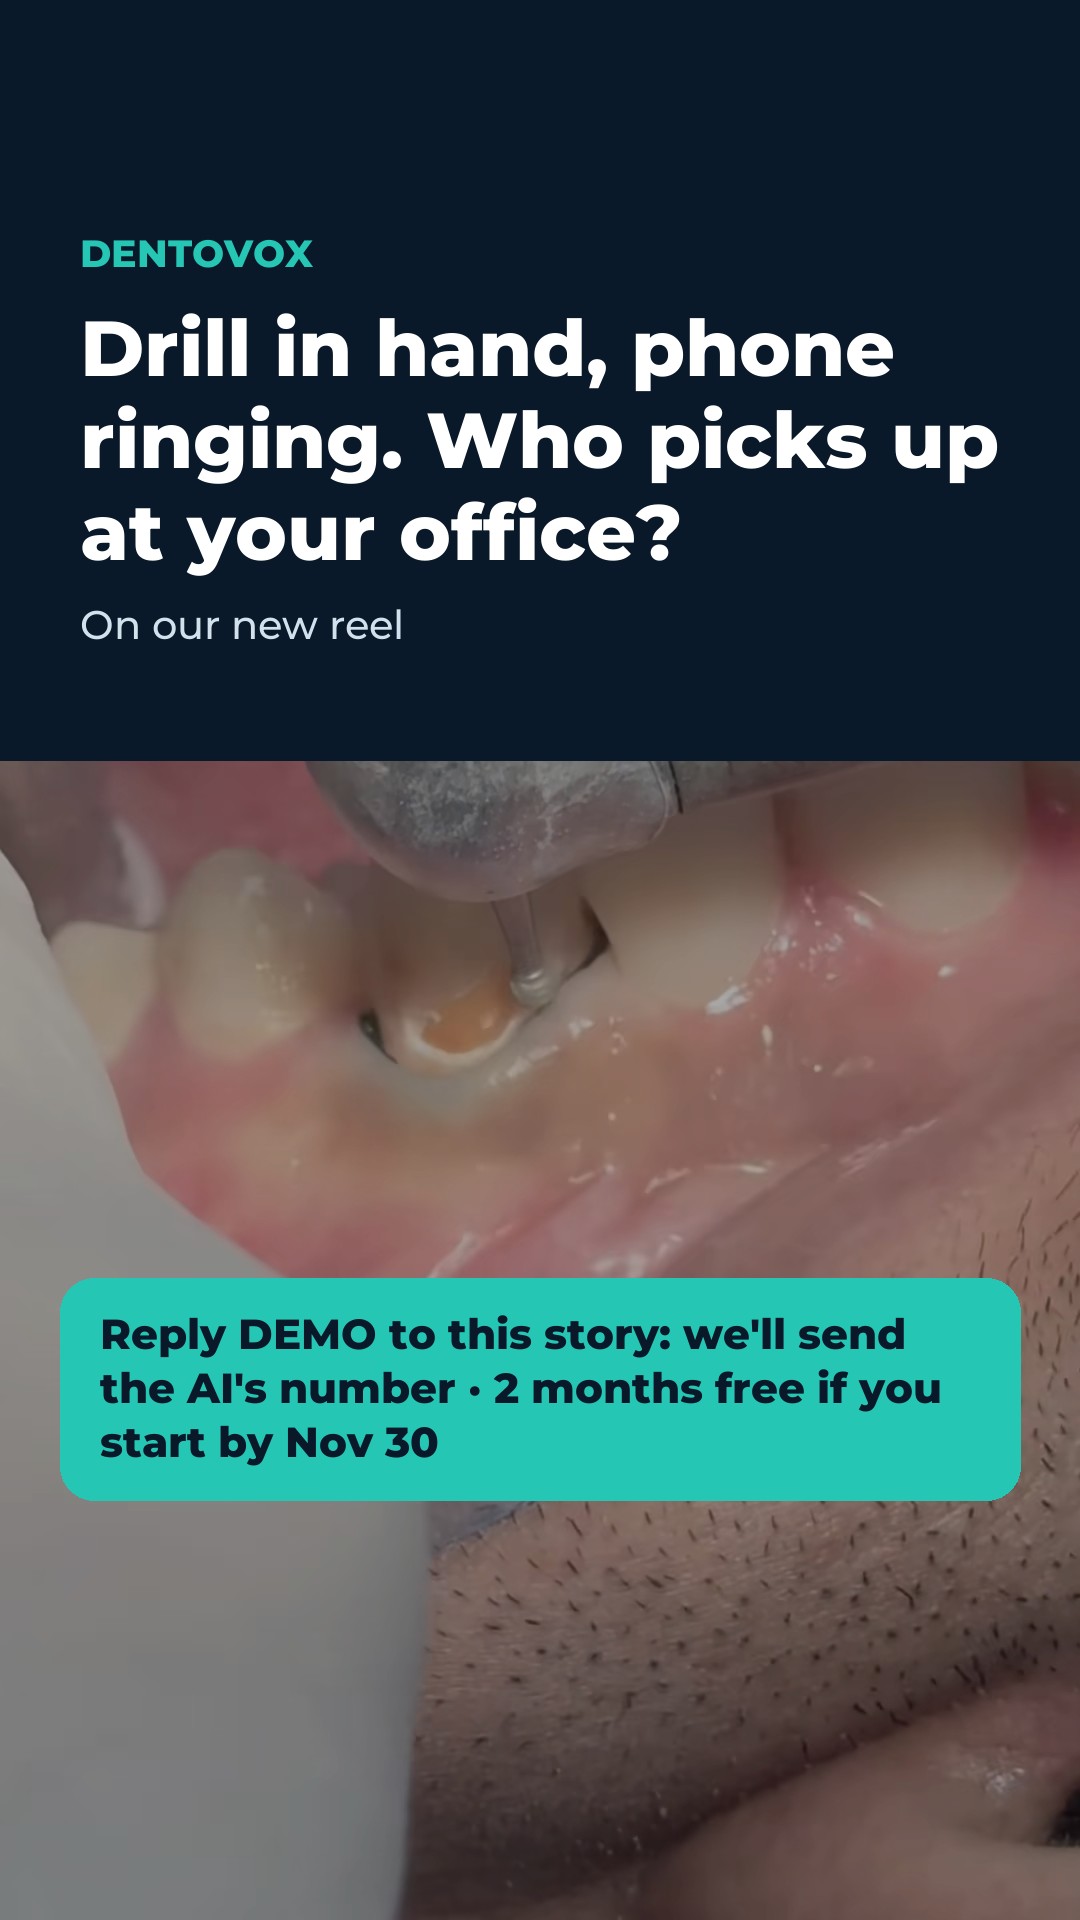 DENTOVOX
Drill in hand, phone
ringing. Who picks up
at your office?
On our new reel
Reply DEMO to this story: we'll send
the AI's number · 2 months free if you
start by Nov 30